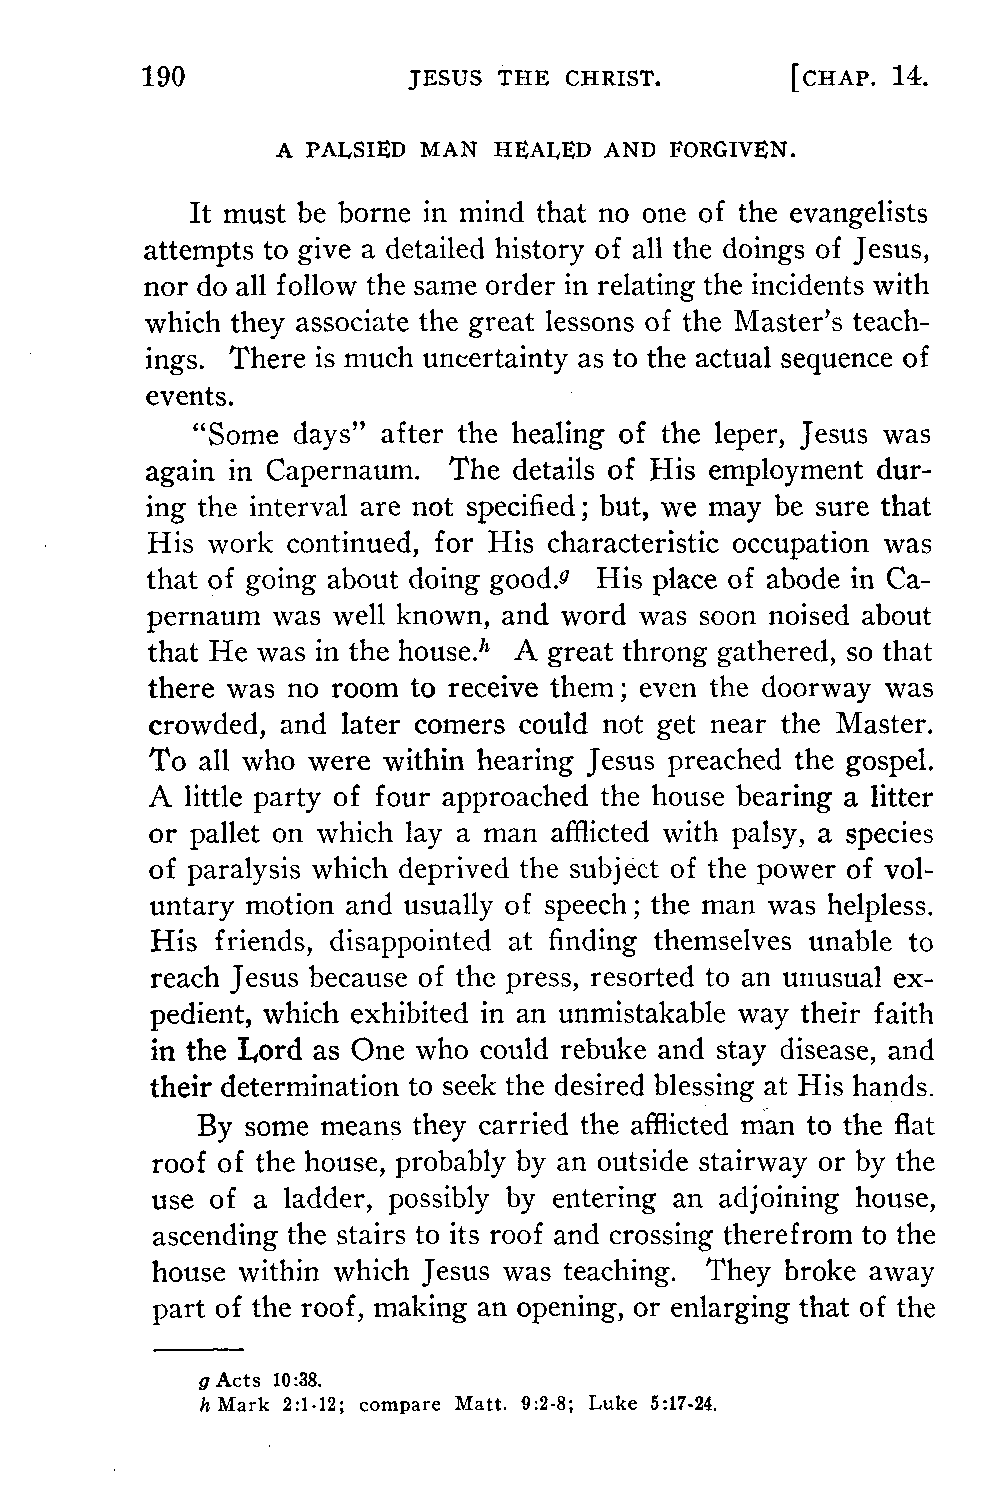 190 JESUS THE CHRIST. [CHAP. 14.
A PALSIED MAN HEALED AND FORGIVEN.
It must be borne in mind that no one of the evangelists
attempts to give a detailed history of all the doings of Jesus,
nor do all follow the same order in relating the incidents with
which they associate the great lessons of the Master's teach-
ings. There is much uncertainty as to the actual sequence of
events.
"Some days" after the healing of the leper, Jesus was
again in Capernaum. The details of His employment dur-
ing the interval are not specified; but, we may be sure that
His work continued, for His characteristic occupation was
that of going about doing good.g His place of abode in Ca-
pernaum was well known, and word was soon noised about
that He was in the house.h A great throng gathered, so that
there was no room to receive them; even the doorway was
crowded, and later comers could not get near the Master.
To all who were within hearing Jesus preached the gospel.
A little party of four approached the house bearing a litter
or pallet on which lay a man afflicted with palsy, a species
of paralysis which deprived the subject of the power of vol-
untary motion and usually of speech; the man was helpless.
His friends, disappointed at finding themselves unable to
reach Jesus because of the press, resorted to an unusual ex-
pedient, which exhibited in an unmistakable way their faith
in the Lord as One who could rebuke and stay disease, and
their determination to seek the desired blessing at His hands.
By some means they carried the afflicted man to the flat
roof of the house, probably by an outside stairway or by the
use of a ladder, possibly by entering an adjoining house,
ascending the stairs to its roof and crossing therefrom to the
house within which Jesus was teaching. They broke away
part of the roof, making an opening, or enlarging that of the
g Acts 10:38.
h Mark 2:1-12; compare Matt. 9:2-8; Luke 5:17-24.